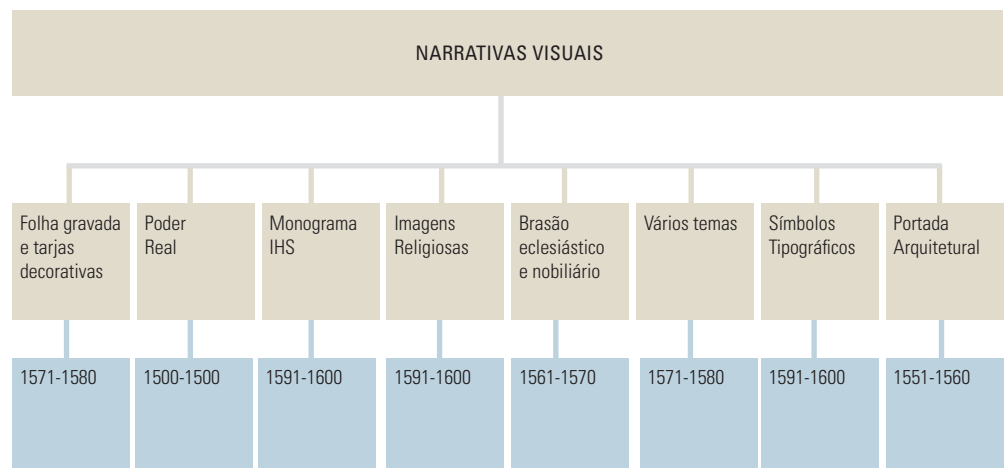 NARRATIVAS VISUAIS
Folha gravada
e tarjas
decorativas
Poder
Real
Monograma
IHS
Imagens
Religiosas
Brasão
eclesiástico
e nobiliário
Vários temas
Símbolos
Tipográficos
Portada
Arquitetural
1571-1580
1500-1500
1591-1600
1591-1600
1561-1570
1571-1580
1591-1600
1551-1560